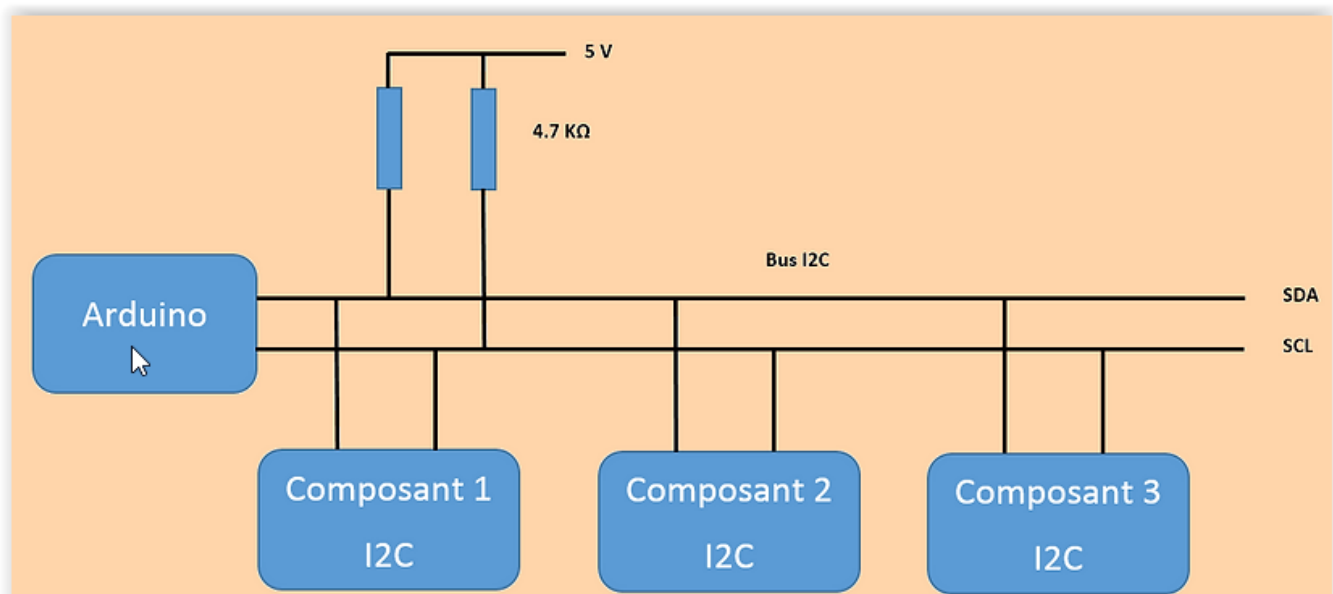 5 V
4.7 KΩ
Bus I2C
SDA
Arduino
SCL
Composant 1
I2C
Composant 2
I2C
Composant 3
I2C